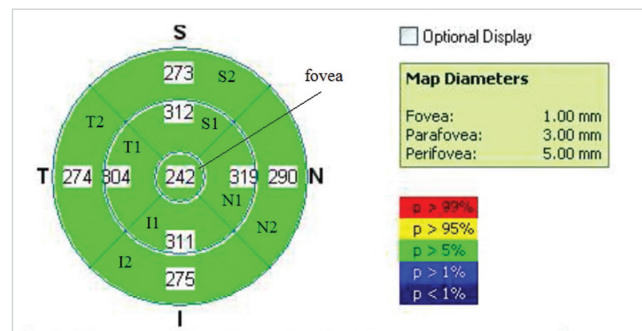 S
273
S2
fovea
T2
312
S1
T1
T
274
304
242
319
290
N
N1
I1
N2
311
I2
275
I
Optional Display
Map Diameters
Fovea: 1.00 mm
Parafovea: 3.00 mm
Perifovea: 5.00 mm
p > 99%
p > 95%
p > 5%
p > 1%
p < 1%